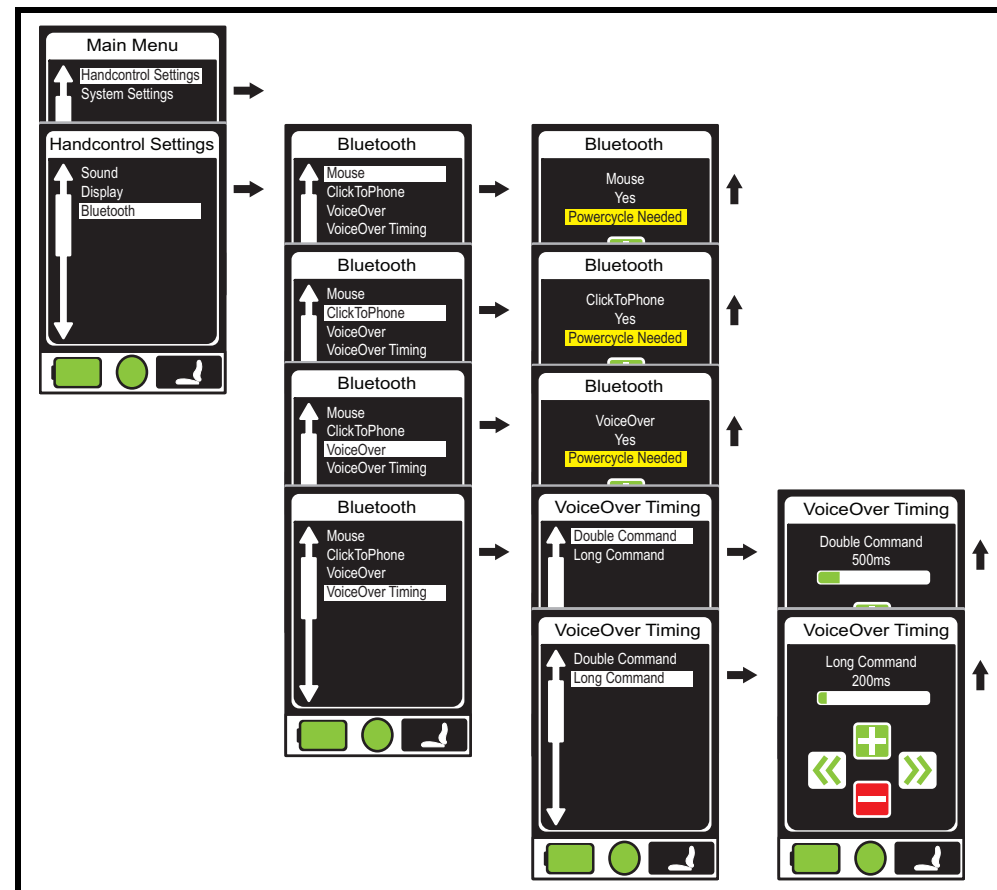 Main Menu
Handcontrol Settings
System Settings
Handcontrol Settings
Sound
Display
Bluetooth
Bluetooth
Mouse
ClickToPhone
VoiceOver
VoiceOver Timing
Bluetooth
Mouse
Yes
Powercycle Needed
Bluetooth
Mouse
ClickToPhone
VoiceOver
VoiceOver Timing
Bluetooth
ClickToPhone
Yes
Powercycle Needed
Bluetooth
Mouse
ClickToPhone
VoiceOver
VoiceOver Timing
Bluetooth
VoiceOver
Yes
Powercycle Needed
Bluetooth
Mouse
ClickToPhone
VoiceOver
VoiceOver Timing
VoiceOver Timing
Double Command
Long Command
VoiceOver Timing
Double Command
500ms
VoiceOver Timing
Double Command
Long Command
VoiceOver Timing
Long Command
200ms